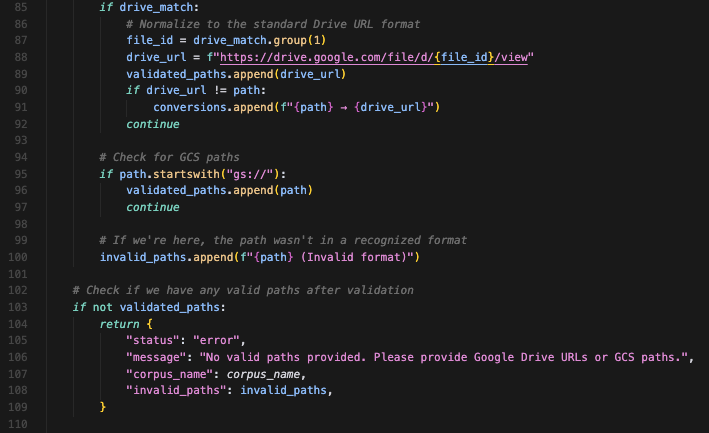 85 if drive_match:
86 # Normalize to the standard Drive URL format
87 file_id = drive_match.group(1)
88 drive_url = f"https://drive.google.com/file/d/{file_id}/view"
89 validated_paths.append(drive_url)
90 if drive_url != path:
91 conversions.append(f"{path} → {drive_url}")
92 continue
93
94 # Check for GCS paths
95 if path.startswith("gs://"):
96 validated_paths.append(path)
97 continue
98
99 # If we're here, the path wasn't in a recognized format
100 invalid_paths.append(f"{path} (Invalid format)")
101
102 # Check if we have any valid paths after validation
103 if not validated_paths:
104 return {
105 "status": "error",
106 "message": "No valid paths provided. Please provide Google Drive URLs or GCS paths.",
107 "corpus_name": corpus_name,
108 "invalid_paths": invalid_paths,
109 }
110